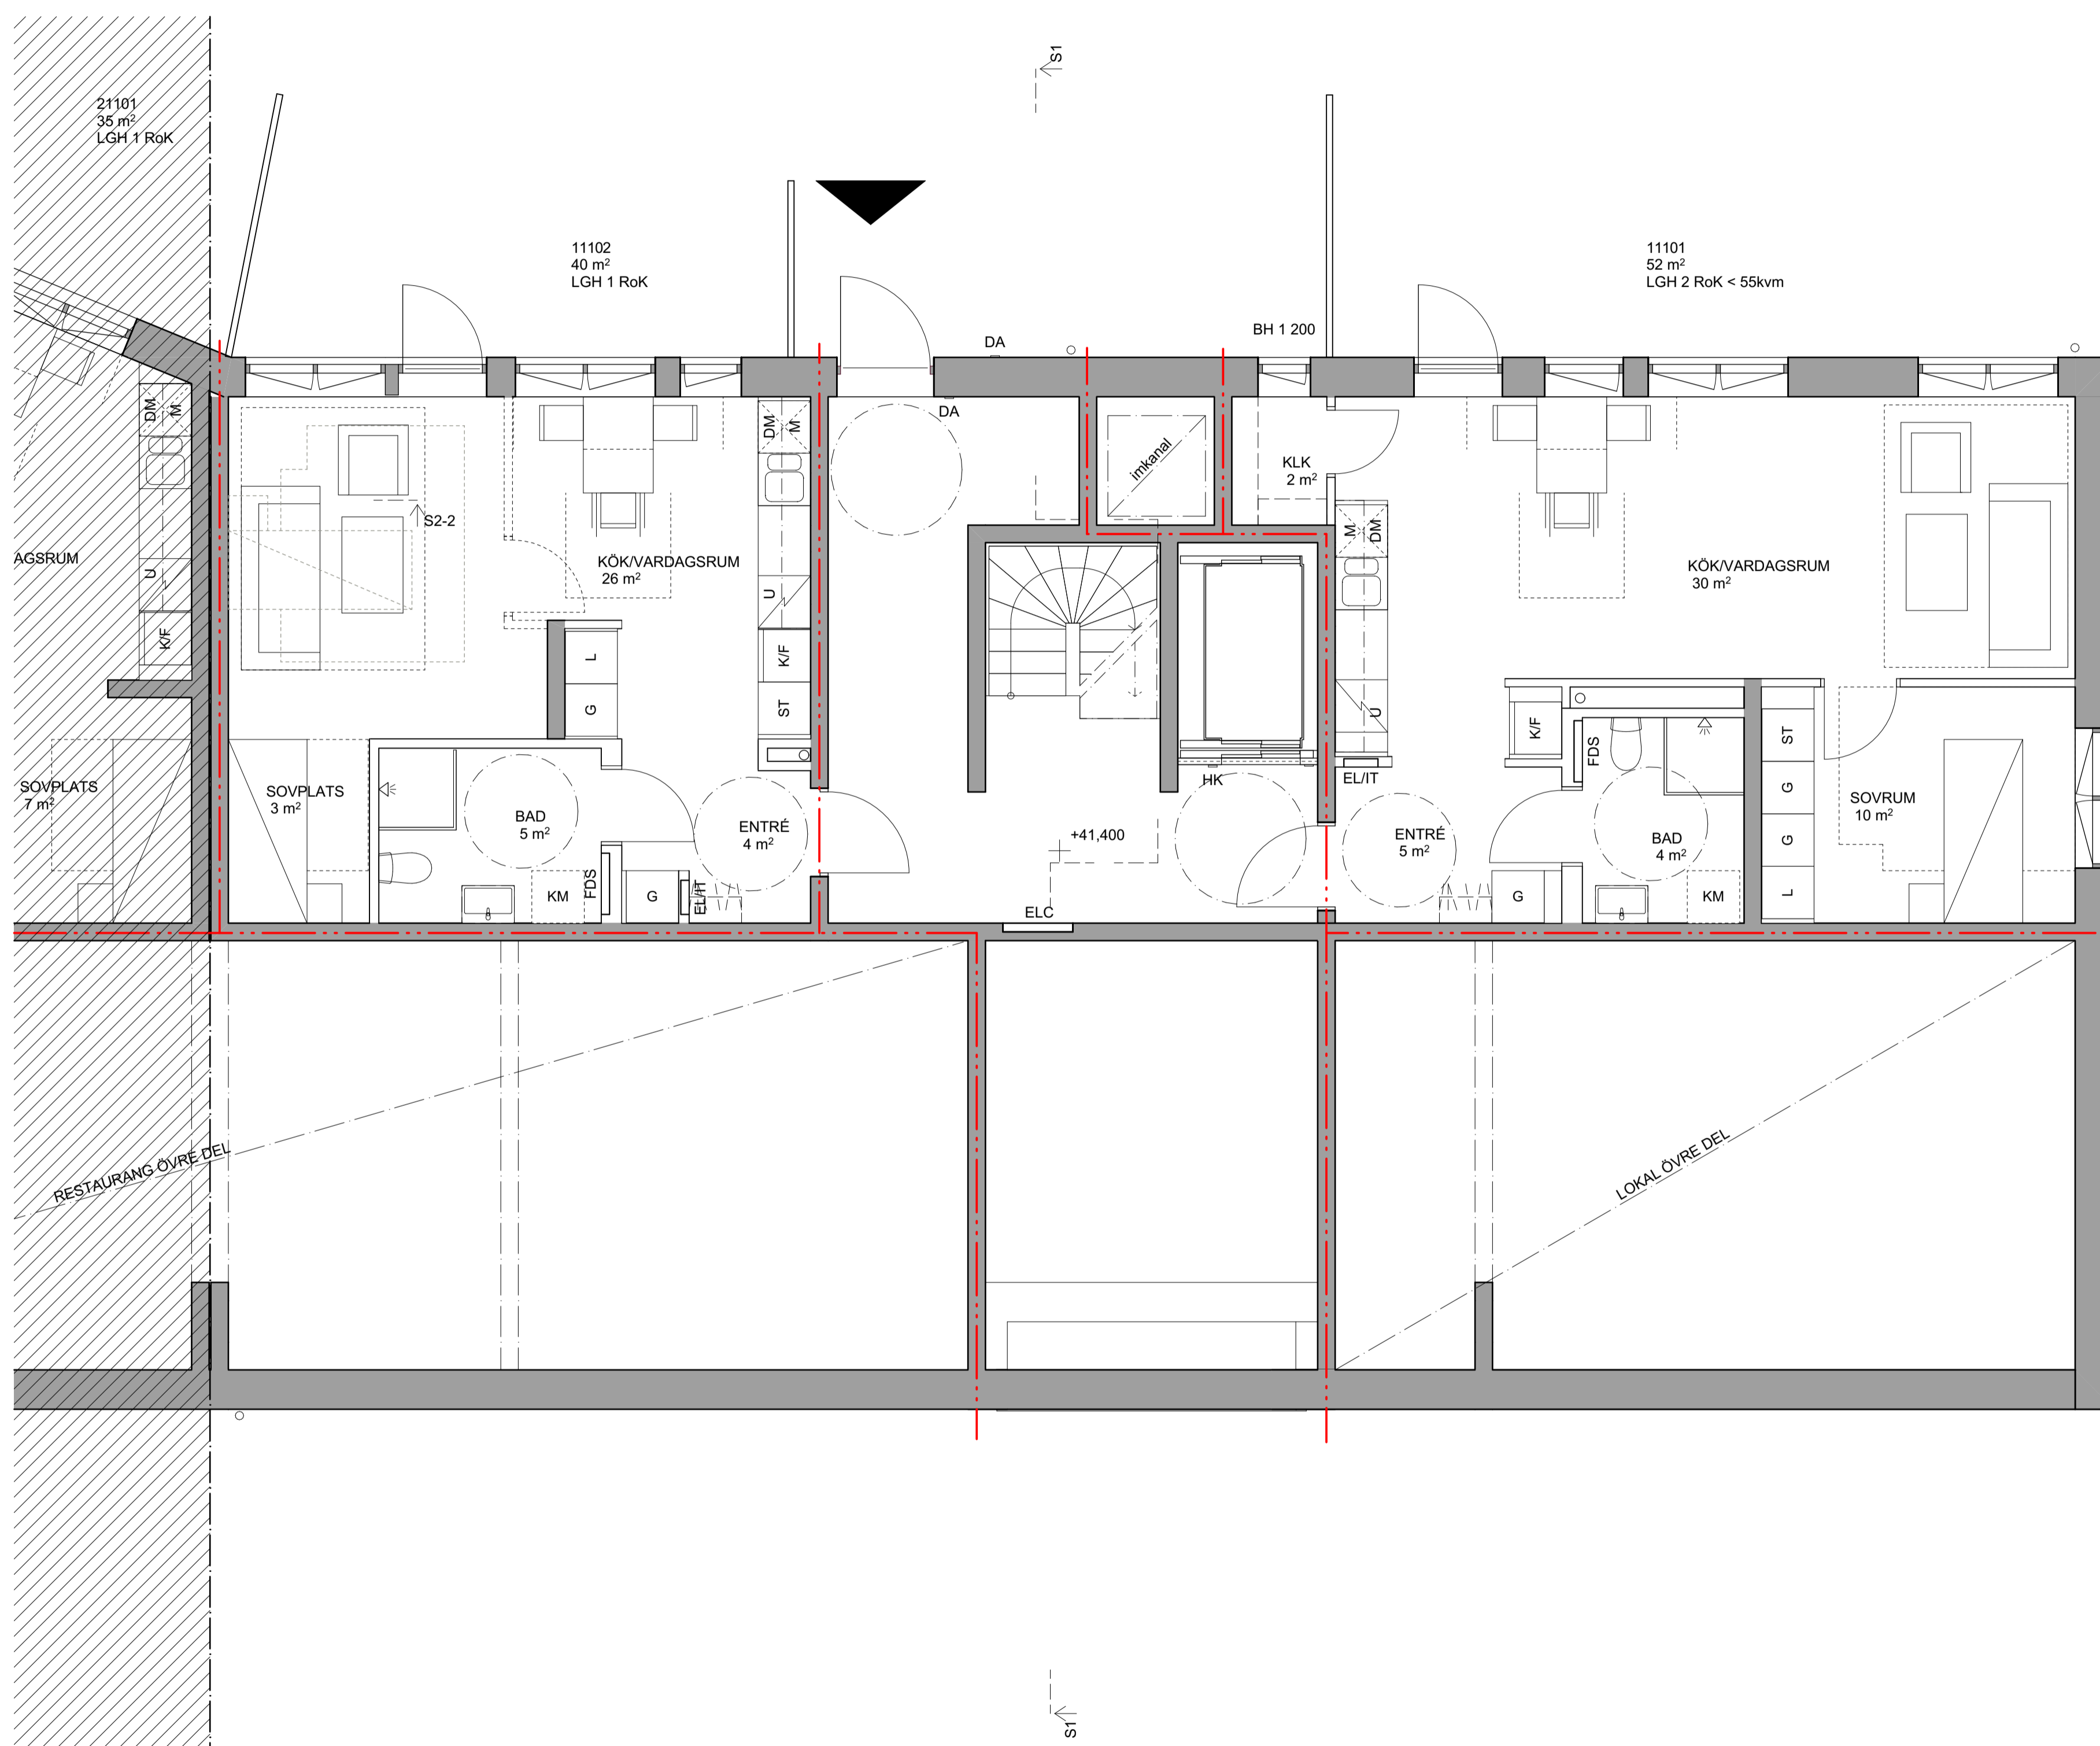 S1
21101
35 m²
LGH 1 RoK
11102
40 m²
LGH 1 RoK
11101
52 m²
LGH 2 RoK < 55kvm
BH 1 200
DA
DA
DM
M
DM
M
imkanal
KLK
2 m²
S2-2
M
DM
AGSRUM
U
KÖK/VARDAGSRUM
26 m²
U
KÖK/VARDAGSRUM
30 m²
K/F
L
K/F
G
ST
U
K/F
FDS
ST
HK
EL/IT
SOVPLATS
7 m²
SOVPLATS
3 m²
BAD
5 m²
ENTRÉ
4 m²
+41,400
ENTRÉ
5 m²
BAD
4 m²
G
G
SOVRUM
10 m²
KM
FDS
G
EL/IT
ELC
G
KM
L
RESTAURANG ÖVRE DEL
LOKAL ÖVRE DEL
S1